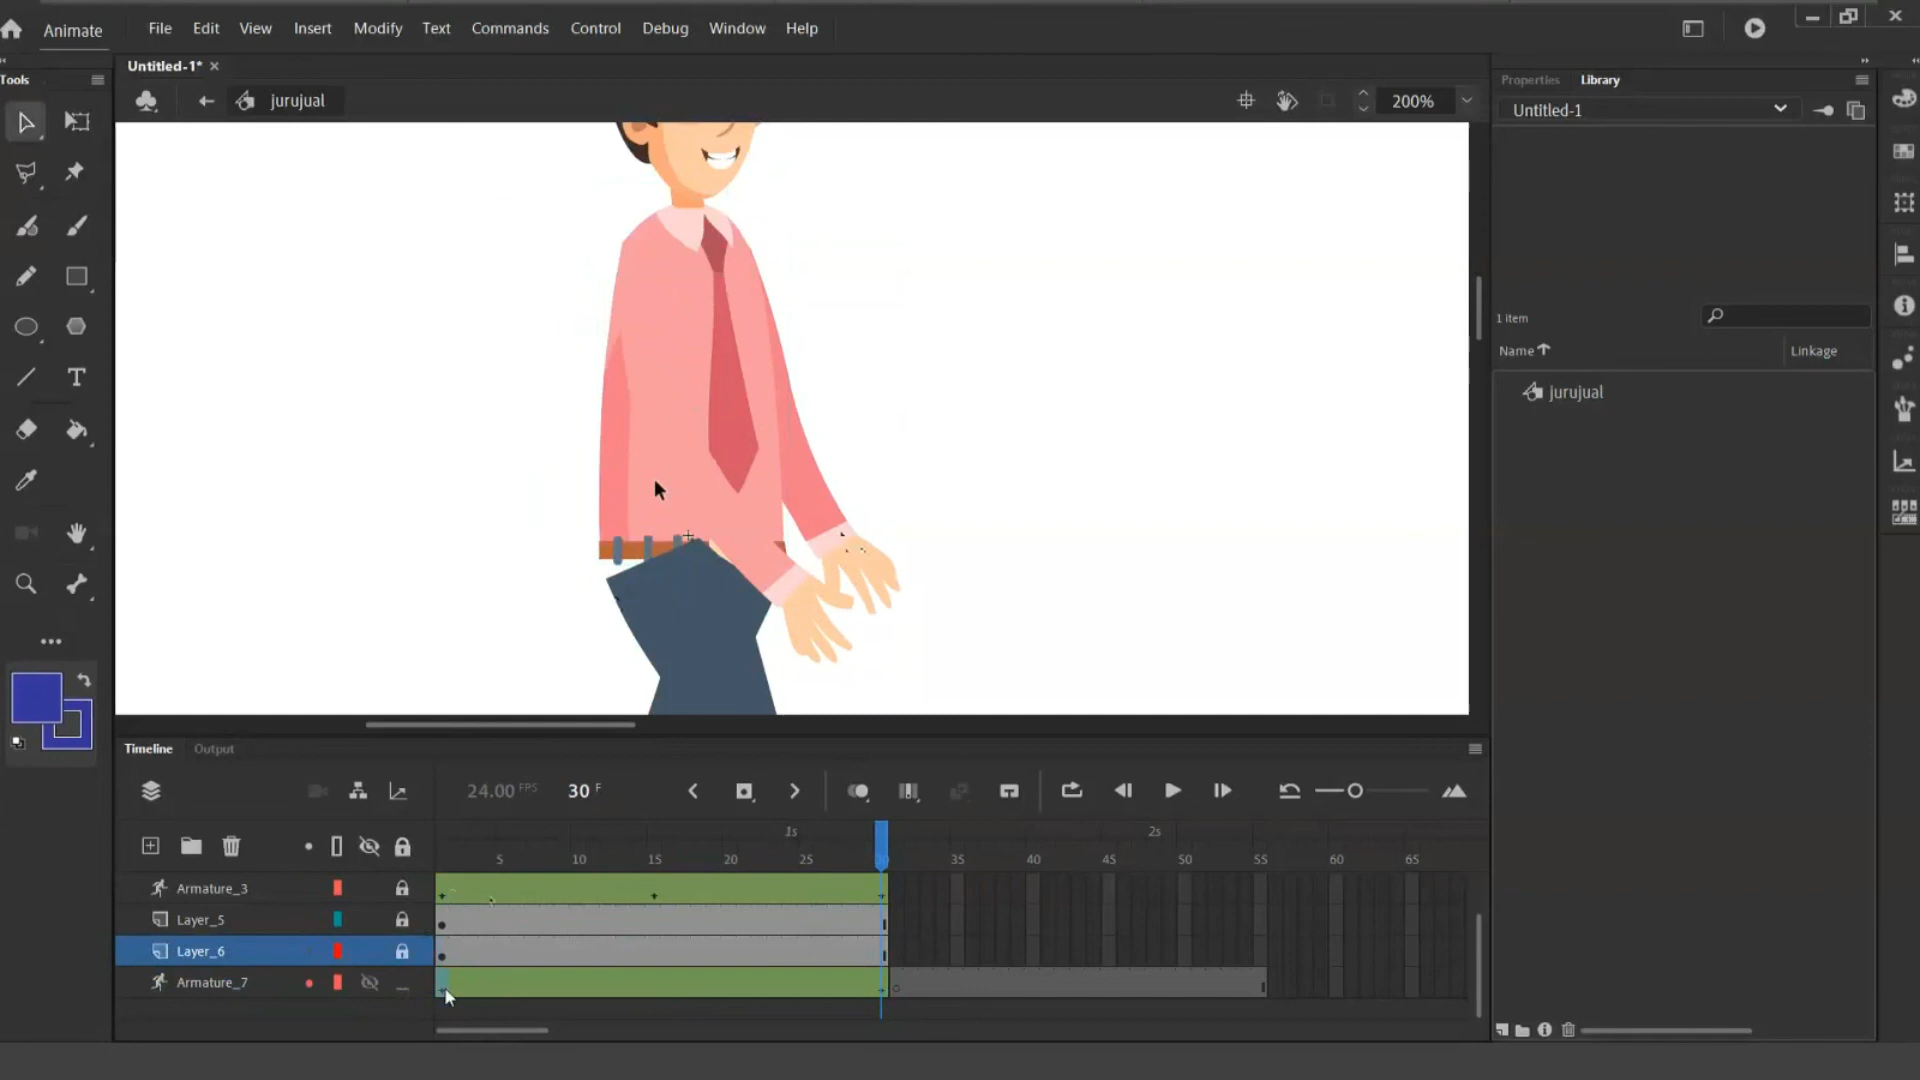 Animate
File Edit View Insert Modify Text Commands Control Debug Window Help
Untitled-1*
Tools
Properties Library
jurujual
200%
Untitled-1
1 item
Name
Linkage
jurujual
Timeline Output
24.00 FPS
30 F
1s 2s
5 10 15 20 25 30 35 40 45 50 55 60 65
Armature_3
Layer_5
Layer_6
Armature_7